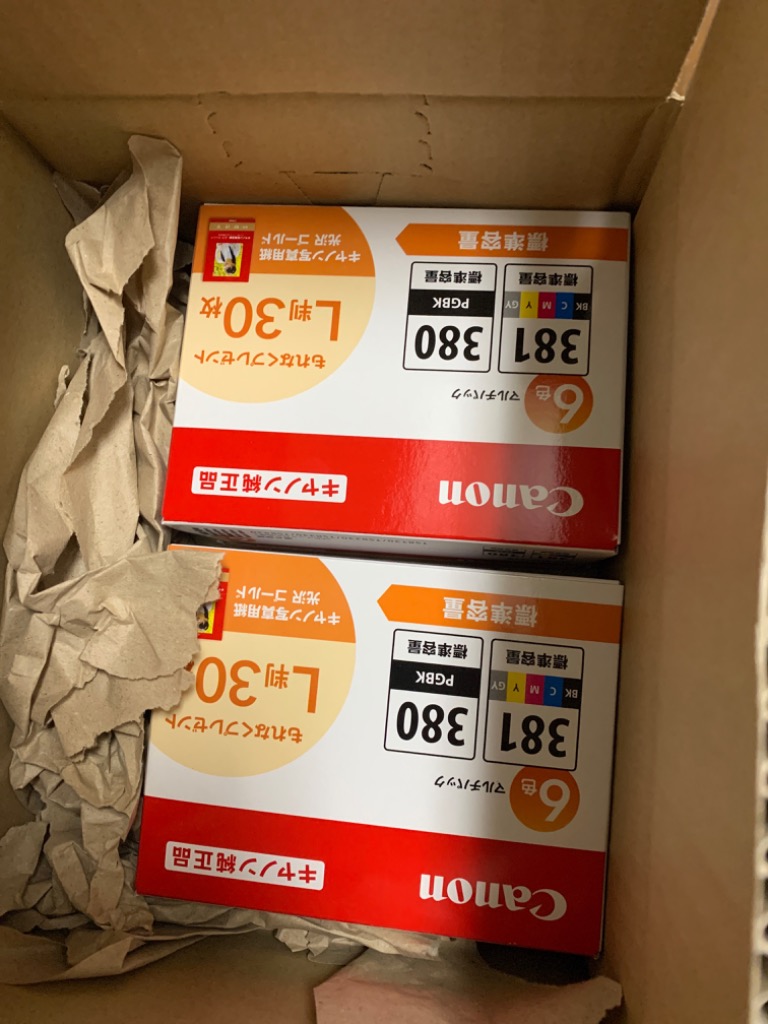 Canon
キヤノン純正品
6色
マルチパック
381
BK C M Y GY
標準容量
380
PGBK
標準容量
標準容量
もれなくプレゼント
L判30枚
キヤノン写真用紙
光沢 ゴールド
Canon
キヤノン純正品
6色
マルチパック
381
BK C M Y GY
標準容量
380
PGBK
標準容量
標準容量
もれなくプレゼント
L判30
キヤノン写真用紙
光沢 ゴールド